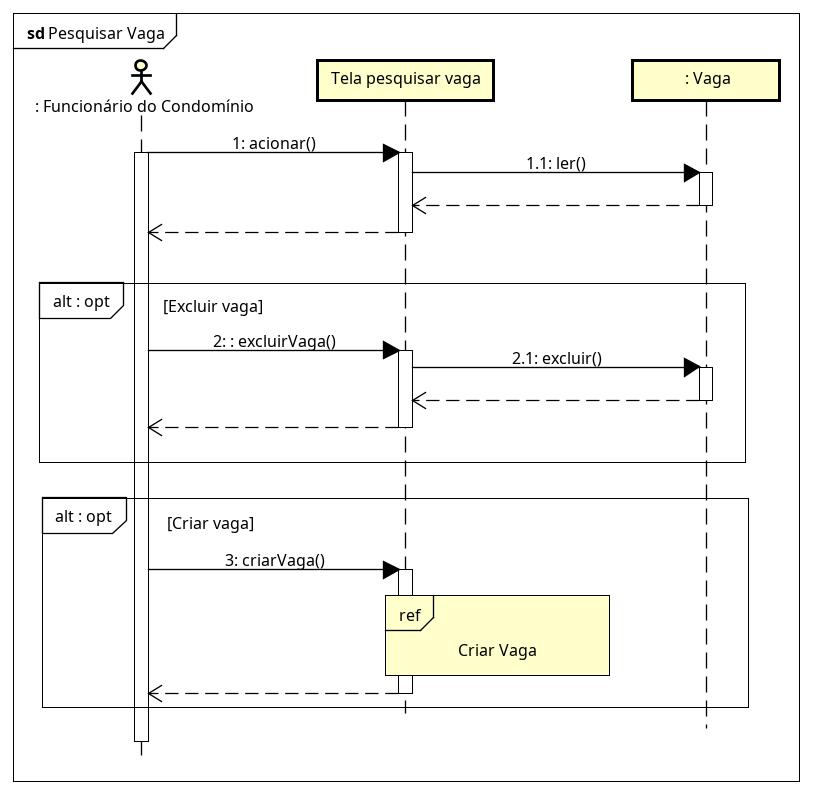 sd Pesquisar Vaga
: Funcionário do Condomínio
Tela pesquisar vaga
: Vaga
1: acionar()
1.1: ler()
alt : opt
[Excluir vaga]
2: : excluirVaga()
2.1: excluir()
alt : opt
[Criar vaga]
3: criarVaga()
ref
Criar Vaga